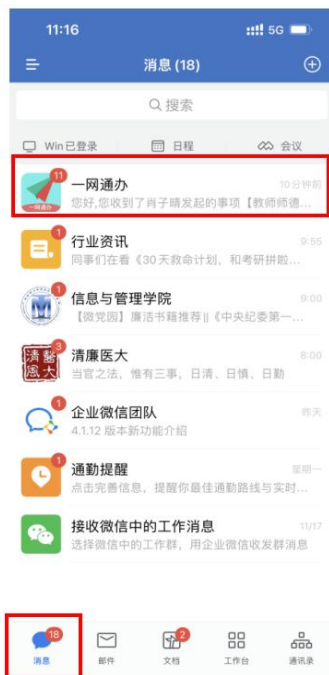 11:16
5G
消息 (18)
搜索
Win已登录
日程
会议
11
一网通办
一网通办
10分钟前
您好,您收到了肖子晴发起的事项【教师师德...
1
行业资讯
9:55
同事们在看《30天救命计划，和考研拼啦...
1
信息与管理学院
9:00
【微党园】廉洁书籍推荐||《中央纪委第一...
3
清風
醫大
清廉医大
8:00
当官之法，惟有三事，日清、日慎、日勤
1
企业微信团队
昨天
4.1.12 版本新功能介绍
1
通勤提醒
星期一
点击完善信息，提醒你最佳通勤路线与实时...
接收微信中的工作消息
11/17
选择微信中的工作群，用企业微信收发群消息
18
消息
邮件
2
文档
工作台
通讯录